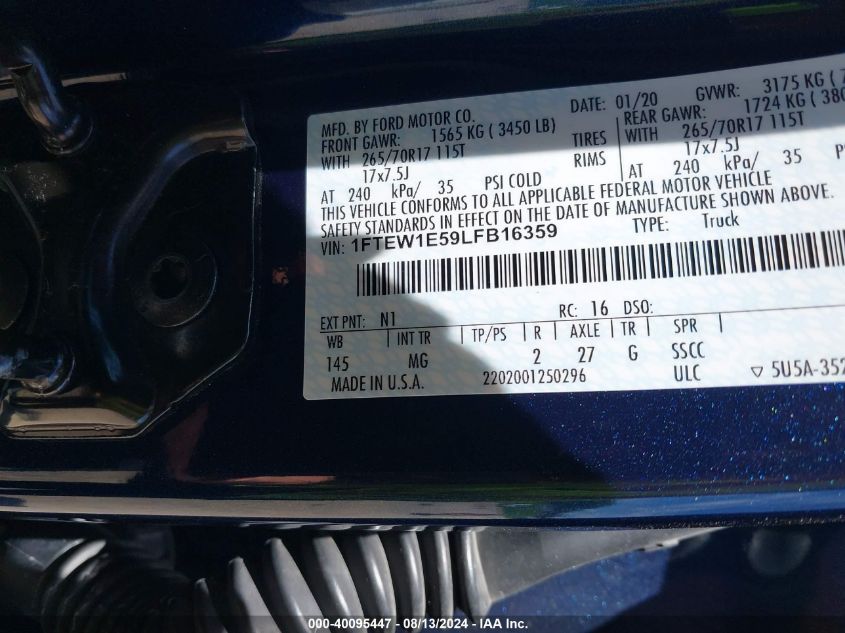 MFD. BY FORD MOTOR CO. DATE: 01/20 GVWR: 3175 KG ( 7
FRONT GAWR: 1565 KG ( 3450 LB) REAR GAWR: 1724 KG ( 380
WITH 265/70R17 115T TIRES WITH 265/70R17 115T
17x7.5J RIMS 17x7.5J
AT 240 kPa/ 35 PSI COLD AT 240 kPa/ 35 PS
THIS VEHICLE CONFORMS TO ALL APPLICABLE FEDERAL MOTOR VEHICLE
SAFETY STANDARDS IN EFFECT ON THE DATE OF MANUFACTURE SHOWN ABOVE.
VIN: 1FTEW1E59LFB16359 TYPE: Truck
EXT PNT: N1 RC: 16 DSO:
WB INT TR TP/PS R AXLE TR SPR
145 MG 2 27 G SSCC
MADE IN U.S.A. 2202001250296 ULC ▽ 5U5A-352
000-40095447 - 08/13/2024 - IAA Inc.